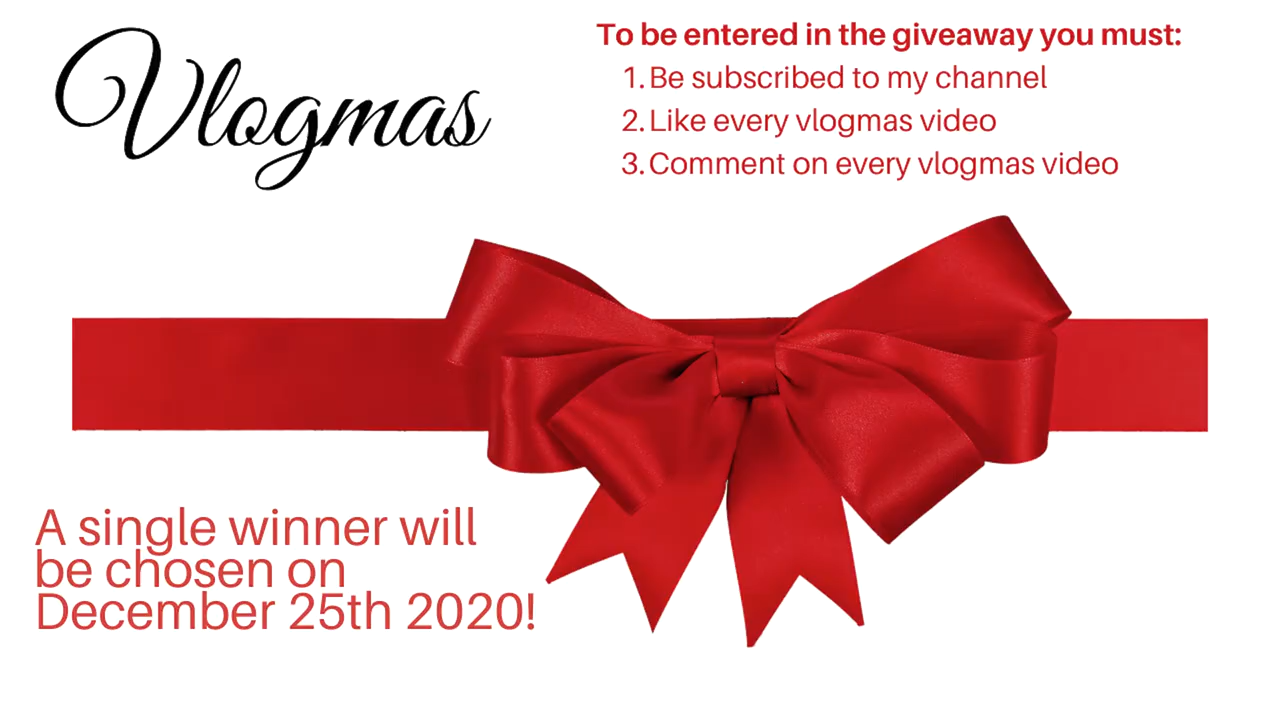 Vlogmas
To be entered in the giveaway you must:
1. Be subscribed to my channel
2. Like every vlogmas video
3. Comment on every vlogmas video
A single winner will
be chosen on
December 25th 2020!